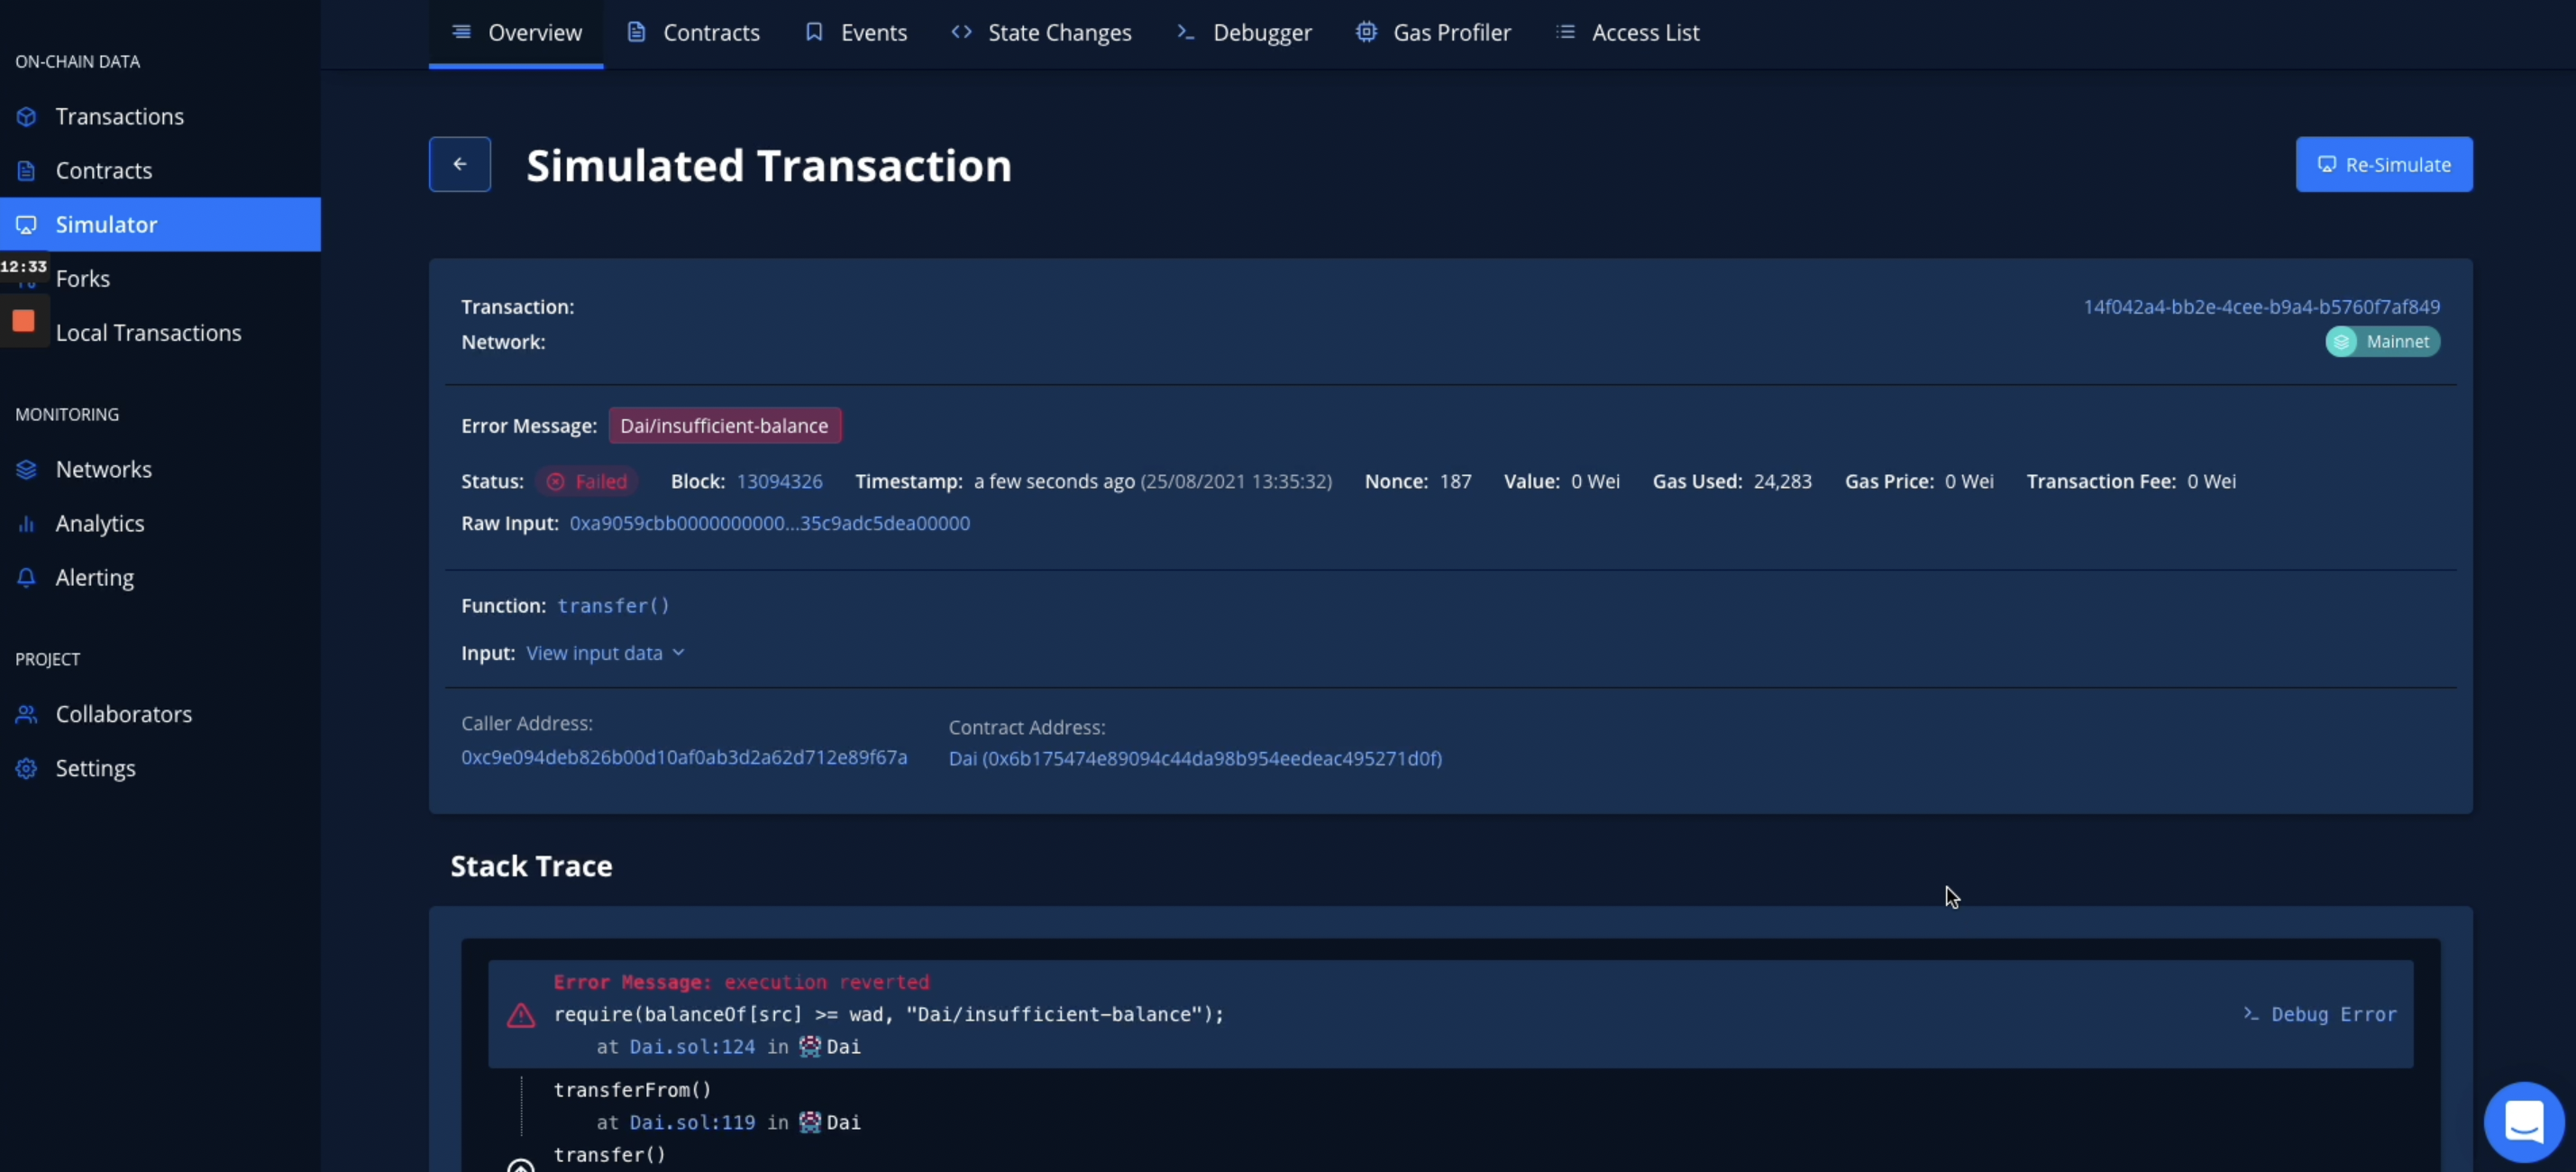 Overview Contracts Events State Changes Debugger Gas Profiler Access List
ON-CHAIN DATA
Transactions
Contracts
Simulator
12:33
Forks
Local Transactions
MONITORING
Networks
Analytics
Alerting
PROJECT
Collaborators
Settings
Simulated Transaction
Re-Simulate
Transaction: 14f042a4-bb2e-4cee-b9a4-b5760f7af849
Network: Mainnet
Error Message: Dai/insufficient-balance
Status: Failed Block: 13094326 Timestamp: a few seconds ago (25/08/2021 13:35:32) Nonce: 187 Value: 0 Wei Gas Used: 24,283 Gas Price: 0 Wei Transaction Fee: 0 Wei
Raw Input: 0xa9059cbb0000000000...35c9adc5dea00000
Function: transfer()
Input: View input data
Caller Address: Contract Address:
0xc9e094deb826b00d10af0ab3d2a62d712e89f67a Dai (0x6b175474e89094c44da98b954eedeac495271d0f)
Stack Trace
Error Message: execution reverted
require(balanceOf[src] >= wad, "Dai/insufficient-balance"); >_ Debug Error
at Dai.sol:124 in Dai
transferFrom()
at Dai.sol:119 in Dai
transfer()